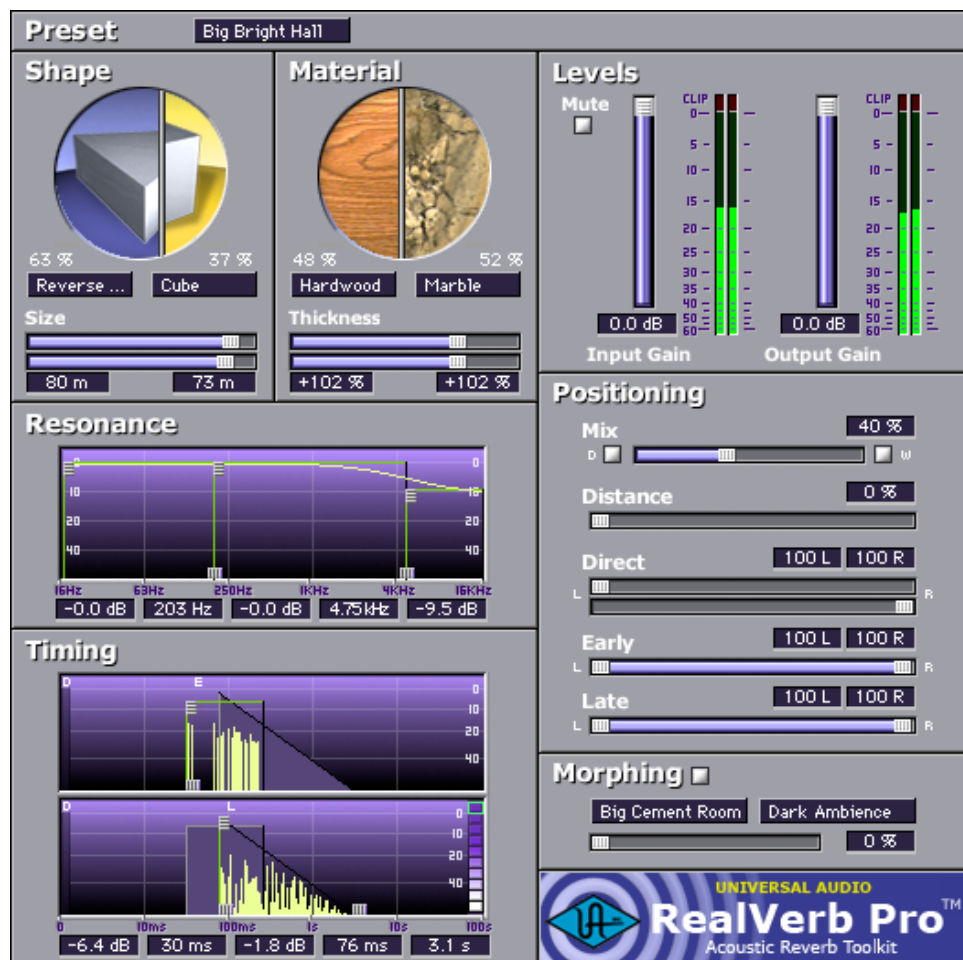 Preset Big Bright Hall
Shape
63 % 37 %
Reverse ... Cube
Size
80 m 73 m
Material
48 % 52 %
Hardwood Marble
Thickness
+102 % +102 %
Levels
Mute
CLIP CLIP
0 0
5 5
10 10
15 15
20 20
25 25
30 30
35 35
40 40
50 50
60 60
0.0 dB 0.0 dB
Input Gain Output Gain
Resonance
0 0
10 10
20 20
40 40
16Hz 63Hz 250Hz 1KHz 4KHz 16KHz
-0.0 dB 203 Hz -0.0 dB 4.75kHz -9.5 dB
Positioning
Mix 40 %
D W
Distance 0 %
Direct 100 L 100 R
L R
Early 100 L 100 R
L R
Late 100 L 100 R
L R
Timing
D E
0
10
20
40
D L
0
10
20
40
0 10ms 100ms 1s 10s 100s
-6.4 dB 30 ms -1.8 dB 76 ms 3.1 s
Morphing
Big Cement Room Dark Ambience
0 %
UNIVERSAL AUDIO
RealVerb Pro™
Acoustic Reverb Toolkit